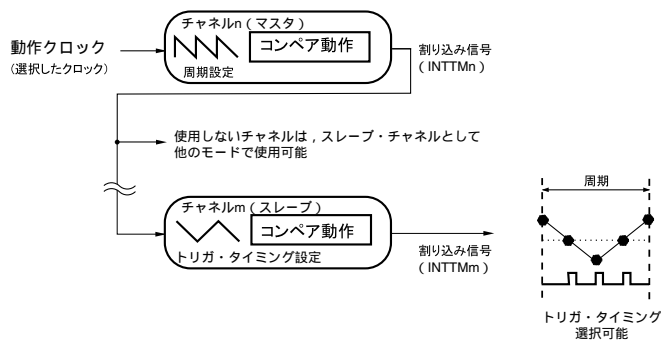 チャネルn（マスタ）
動作クロック
（選択したクロック）
コンペア動作
周期設定
割り込み信号
（INTTMn）
使用しないチャネルは，スレーブ・チャネルとして
他のモードで使用可能
チャネルm（スレーブ）
コンペア動作
トリガ・タイミング設定
割り込み信号
（INTTMm）
周期
トリガ・タイミング
選択可能